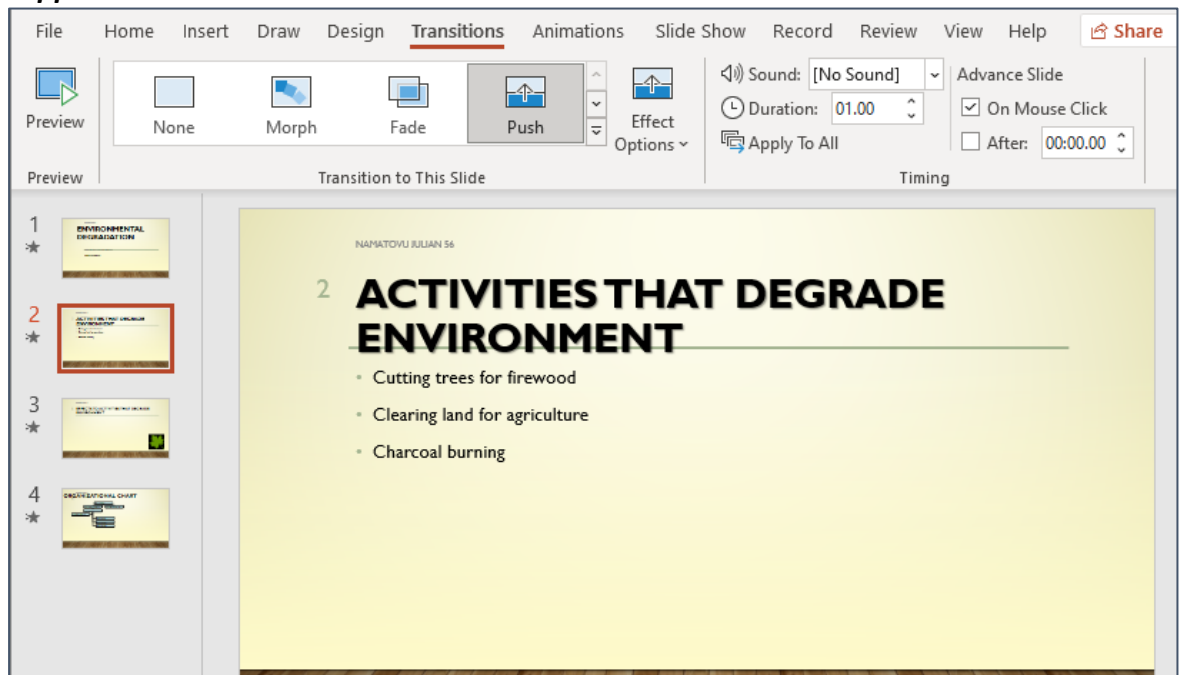 File Home Insert Draw Design Transitions Animations Slide Show Record Review View Help Share
Preview
None
Morph
Fade
Push
Effect
Options
Sound: [No Sound]
Duration: 01.00
Apply To All
Advance Slide
On Mouse Click
After: 00:00.00
Preview
Transition to This Slide
Timing
1
ENVIRONMENTAL
DEGRADATION
2
3
4
ORGANIZATIONAL CHART
NAMATOVU JULIAN 56
2
ACTIVITIES THAT DEGRADE
ENVIRONMENT
• Cutting trees for firewood
• Clearing land for agriculture
• Charcoal burning